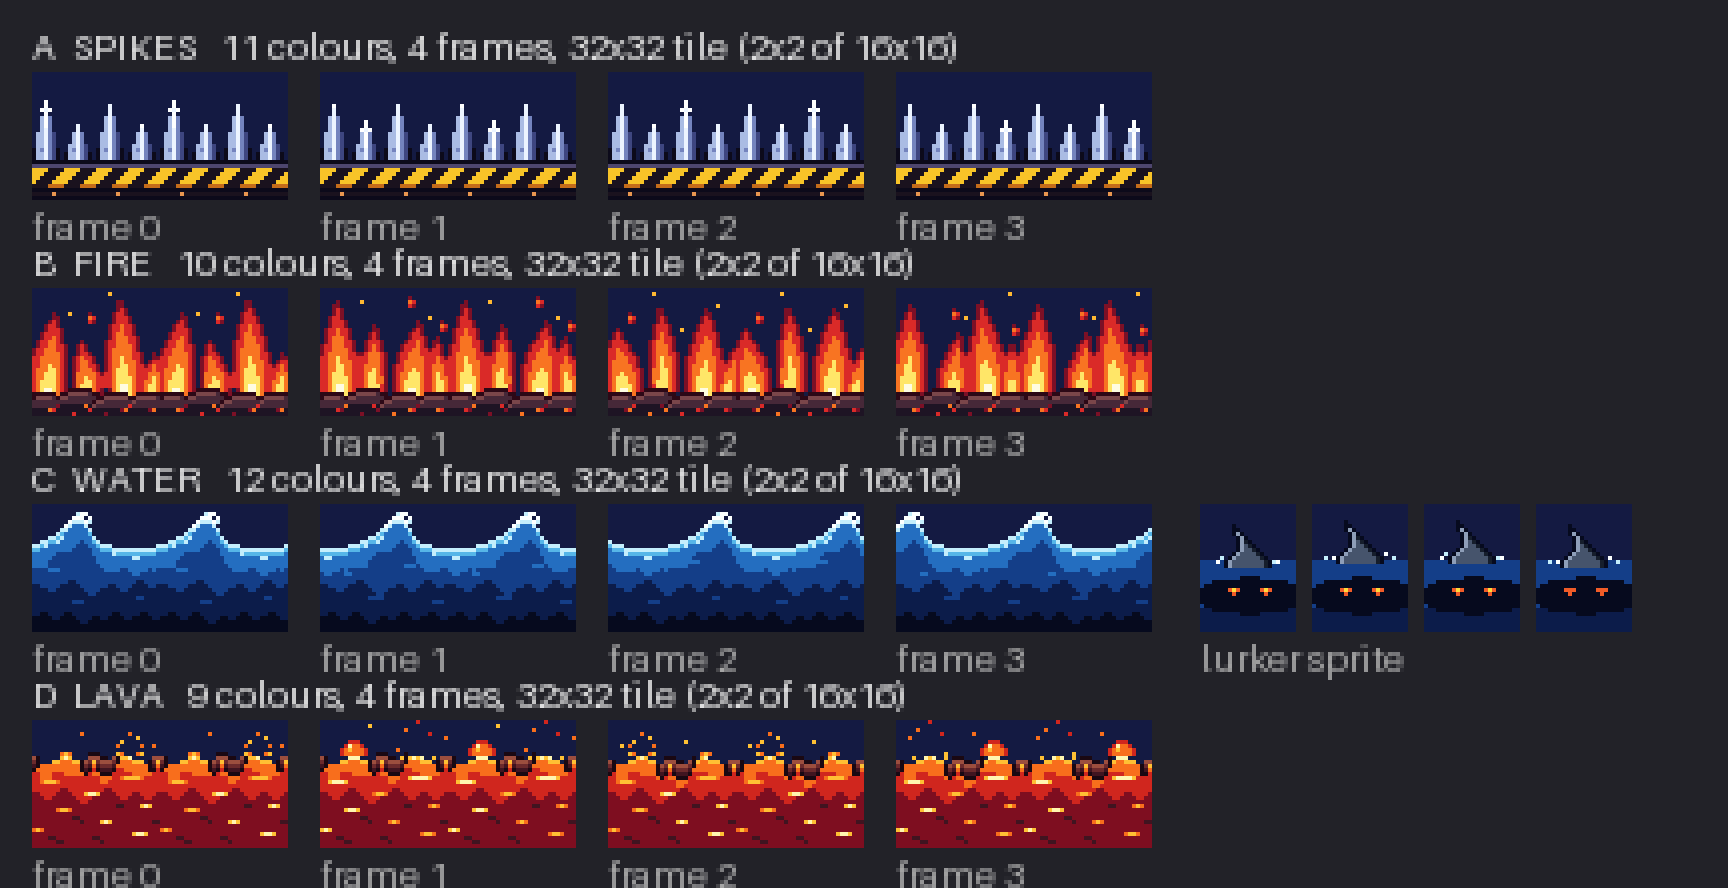 A SPIKES 11 colours, 4 frames, 32x32 tile (2x2 of 16x16)
frame 0 frame 1 frame 2 frame 3
B FIRE 10 colours, 4 frames, 32x32 tile (2x2 of 16x16)
frame 0 frame 1 frame 2 frame 3
C WATER 12 colours, 4 frames, 32x32 tile (2x2 of 16x16)
frame 0 frame 1 frame 2 frame 3 lurker sprite
D LAVA 9 colours, 4 frames, 32x32 tile (2x2 of 16x16)
frame 0 frame 1 frame 2 frame 3